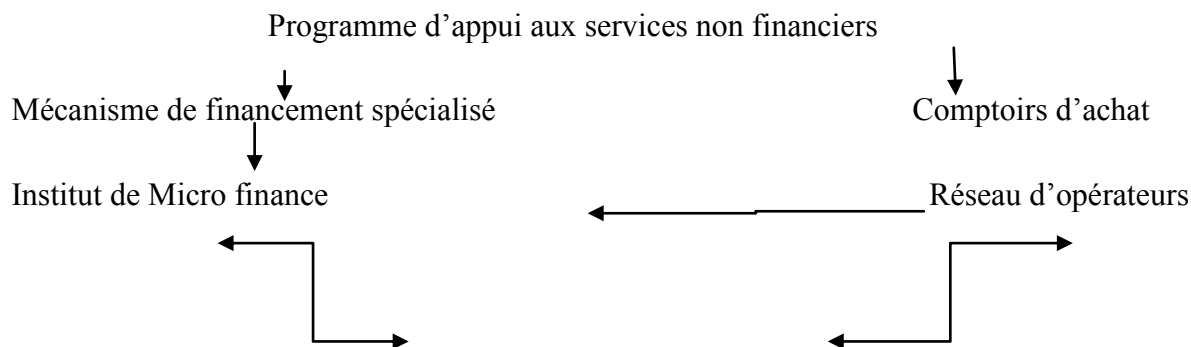 Programme d’appui aux services non financiers
Mécanisme de financement spécialisé
Comptoirs d’achat
Institut de Micro finance
Réseau d’opérateurs